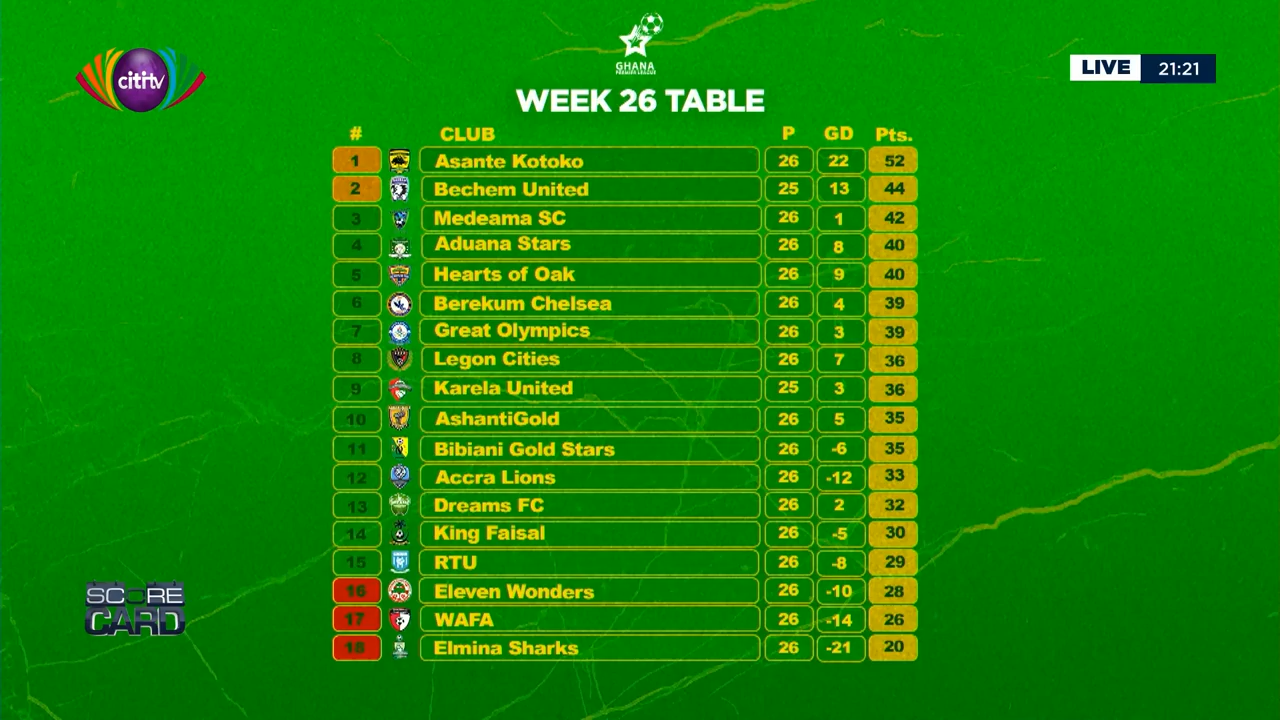 GHANA
PREMIER LEAGUE
cititv
LIVE 21:21
WEEK 26 TABLE
# CLUB P GD Pts.
1 Asante Kotoko 26 22 52
2 Bechem United 25 13 44
3 Medeama SC 26 1 42
4 Aduana Stars 26 8 40
5 Hearts of Oak 26 9 40
6 Berekum Chelsea 26 4 39
7 Great Olympics 26 3 39
8 Legon Cities 26 7 36
9 Karela United 25 3 36
10 AshantiGold 26 5 35
11 Bibiani Gold Stars 26 -6 35
12 Accra Lions 26 -12 33
13 Dreams FC 26 2 32
14 King Faisal 26 -5 30
15 RTU 26 -8 29
16 Eleven Wonders 26 -10 28
17 WAFA 26 -14 26
18 Elmina Sharks 26 -21 20
SCORE
CARD